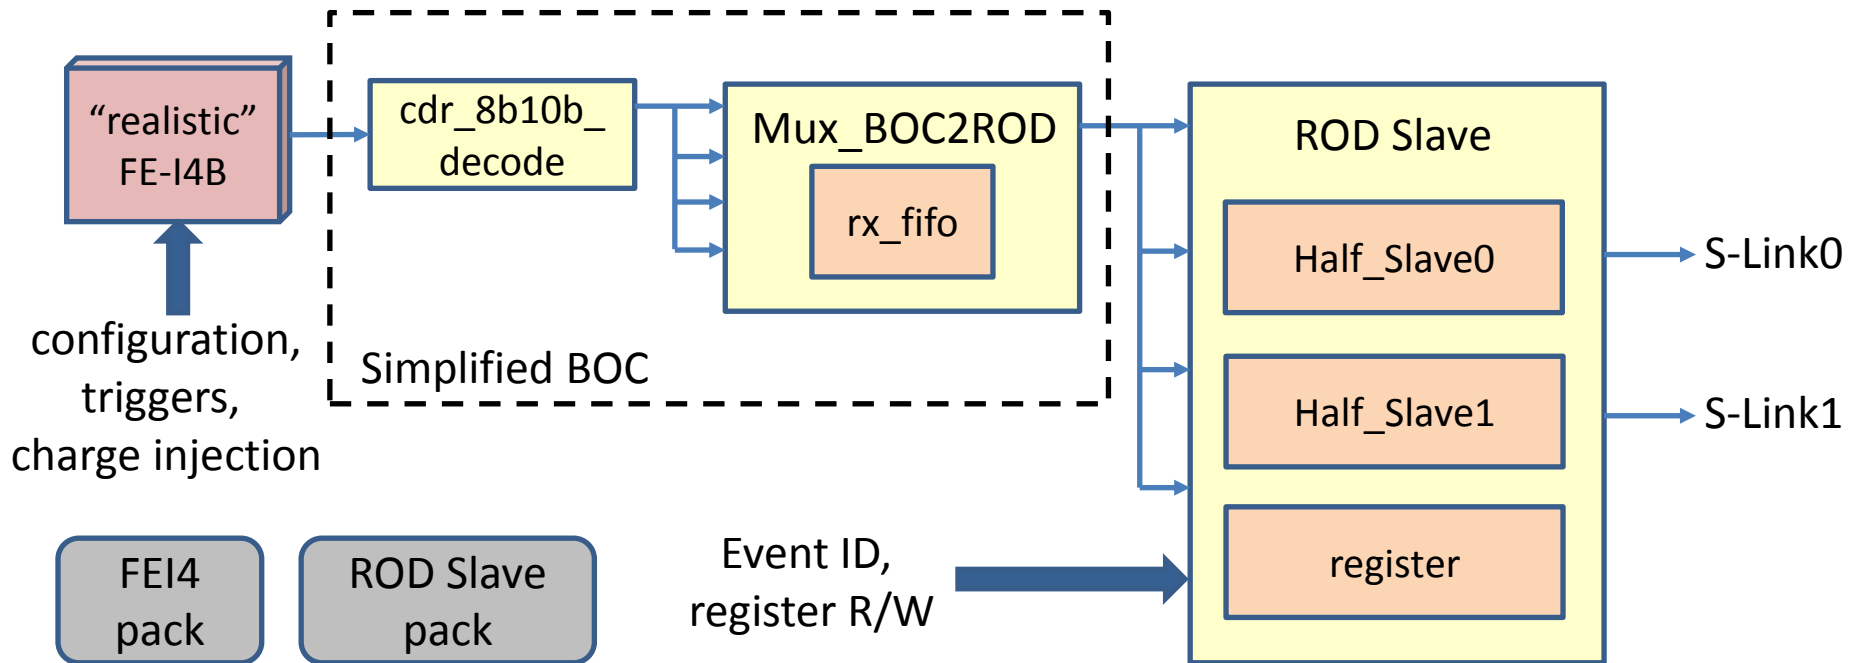 “realistic”
FE-I4B
configuration,
triggers,
charge injection
cdr_8b10b_
decode
Mux_BOC2ROD
rx_fifo
Simplified BOC
ROD Slave
Half_Slave0
Half_Slave1
register
S-Link0
S-Link1
Event ID,
register R/W
FEI4
pack
ROD Slave
pack